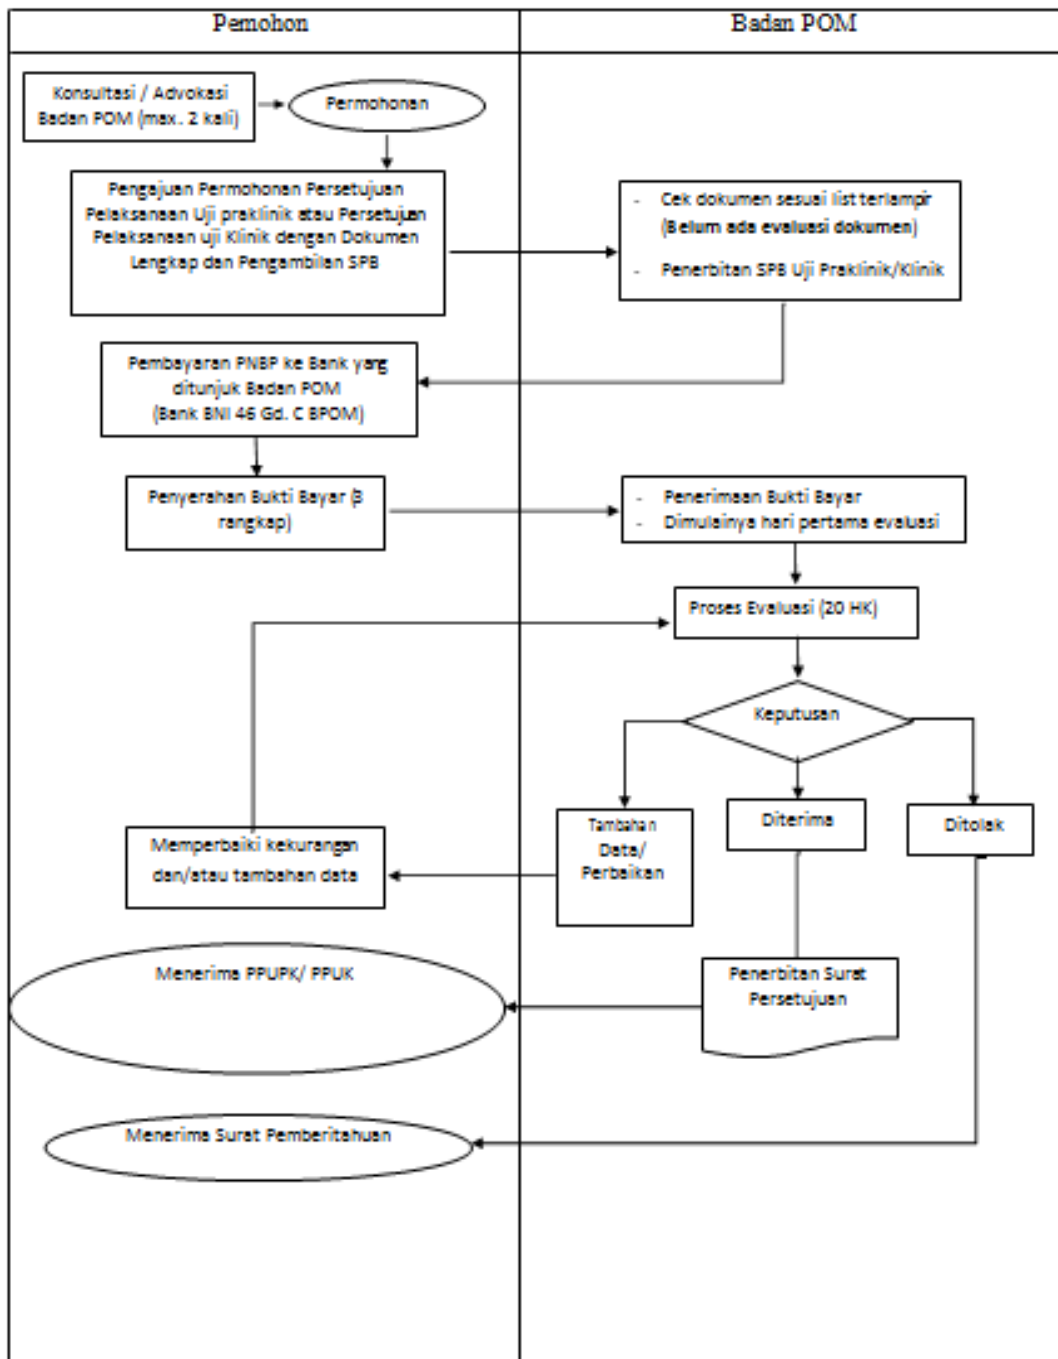 Pemohon
Badan POM
Konsultasi / Advokasi
Badan POM (max. 2 kali)
Permohonan
Pengajuan Permohonan Persetujuan
Pelaksanaan Uji praklinik atau Persetujuan
Pelaksanaan uji Klinik dengan Dokumen
Lengkap dan Pengambilan SPB
- Cek dokumen sesuai list terlampir
(Belum ada evaluasi dokumen)
- Penerbitan SPB Uji Praklinik/Klinik
Pembayaran PNBP ke Bank yang
ditunjuk Badan POM
(Bank BNI 46 Gd. C BPOM)
Penyerahan Bukti Bayar (3
rangkap)
- Penerimaan Bukti Bayar
- Dimulainya hari pertama evaluasi
Proses Evaluasi (20 HK)
Keputusan
Tambahan
Data/
Perbaikan
Diterima
Ditolak
Memperbaiki kekurangan
dan/atau tambahan data
Menerima PPUPK/ PPUK
Penerbitan Surat
Persetujuan
Menerima Surat Pemberitahuan